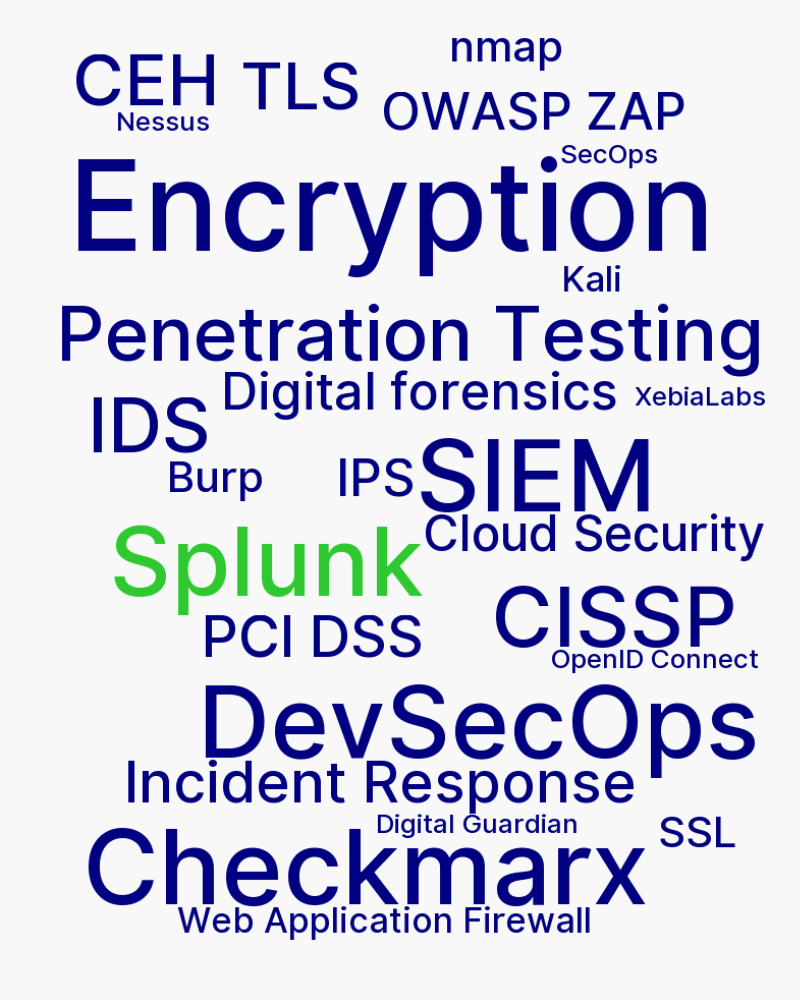 nmap
CEH
TLS
OWASP ZAP
Nessus
SecOps
Encryption
Kali
Penetration Testing
Digital forensics
XebiaLabs
IDS
Burp
IPS
SIEM
Cloud Security
Splunk
CISSP
PCI DSS
OpenID Connect
DevSecOps
Incident Response
Digital Guardian
SSL
Checkmarx
Web Application Firewall